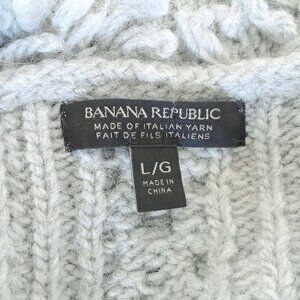 BANANA REPUBLIC
MADE OF ITALIAN YARN
FAIT DE FILS ITALIENS
L/G
MADE IN
CHINA